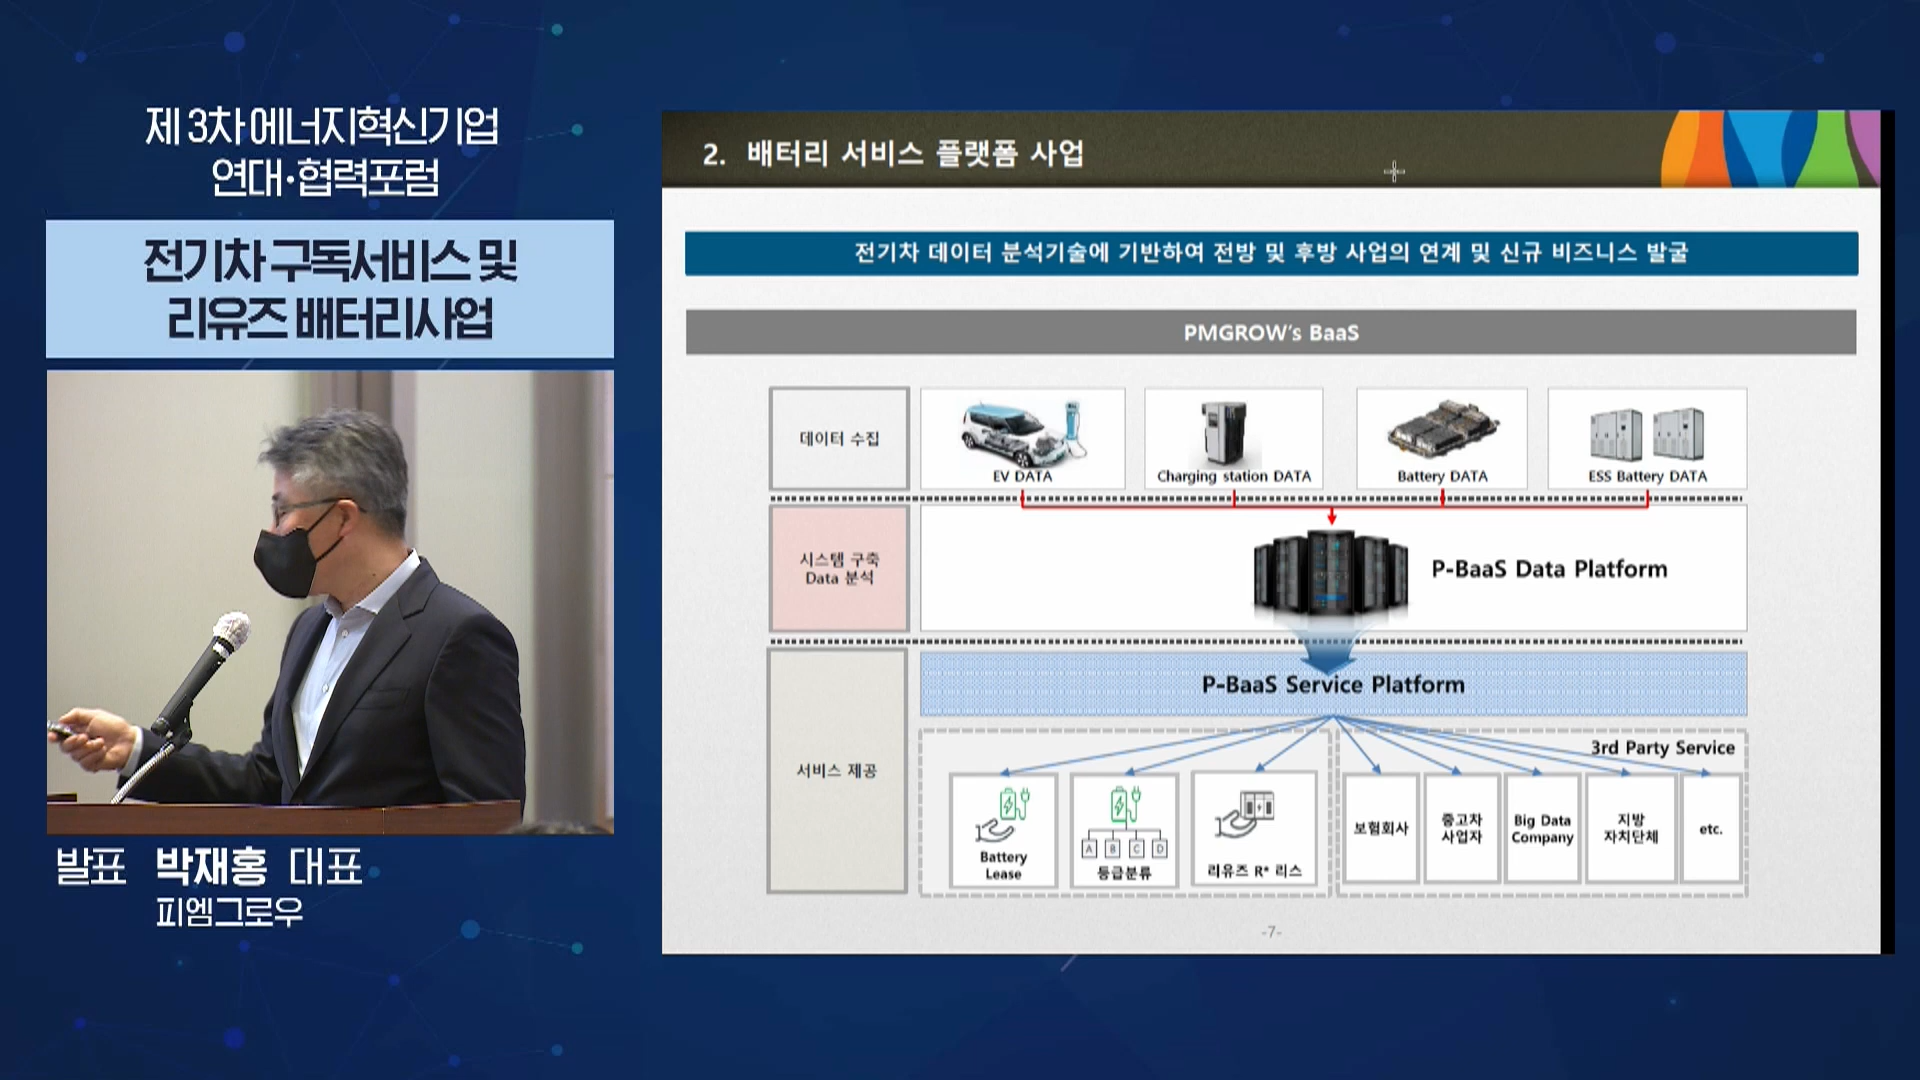 제 3차 에너지혁신기업
연대·협력포럼
전기차 구독서비스 및
리유즈 배터리사업
발표 박재홍 대표
피엠그로우
2. 배터리 서비스 플랫폼 사업
전기차 데이터 분석기술에 기반하여 전방 및 후방 사업의 연계 및 신규 비즈니스 발굴
PMGROW's BaaS
데이터 수집
EV DATA
Charging station DATA
Battery DATA
ESS Battery DATA
시스템 구축
Data 분석
P-BaaS Data Platform
P-BaaS Service Platform
서비스 제공
3rd Party Service
Battery
Lease
A B C D
등급분류
리유즈 R* 리스
보험회사
중고차
사업자
Big Data
Company
지방
자치단체
etc.
-7-